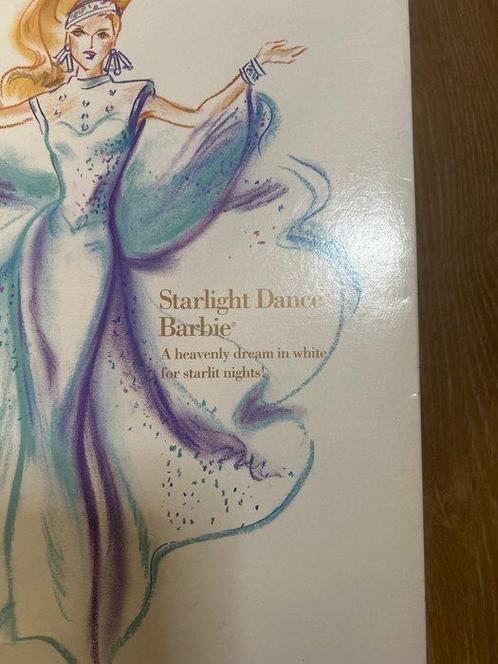 Starlight Dance
Barbie®
A heavenly dream in white
for starlit nights!